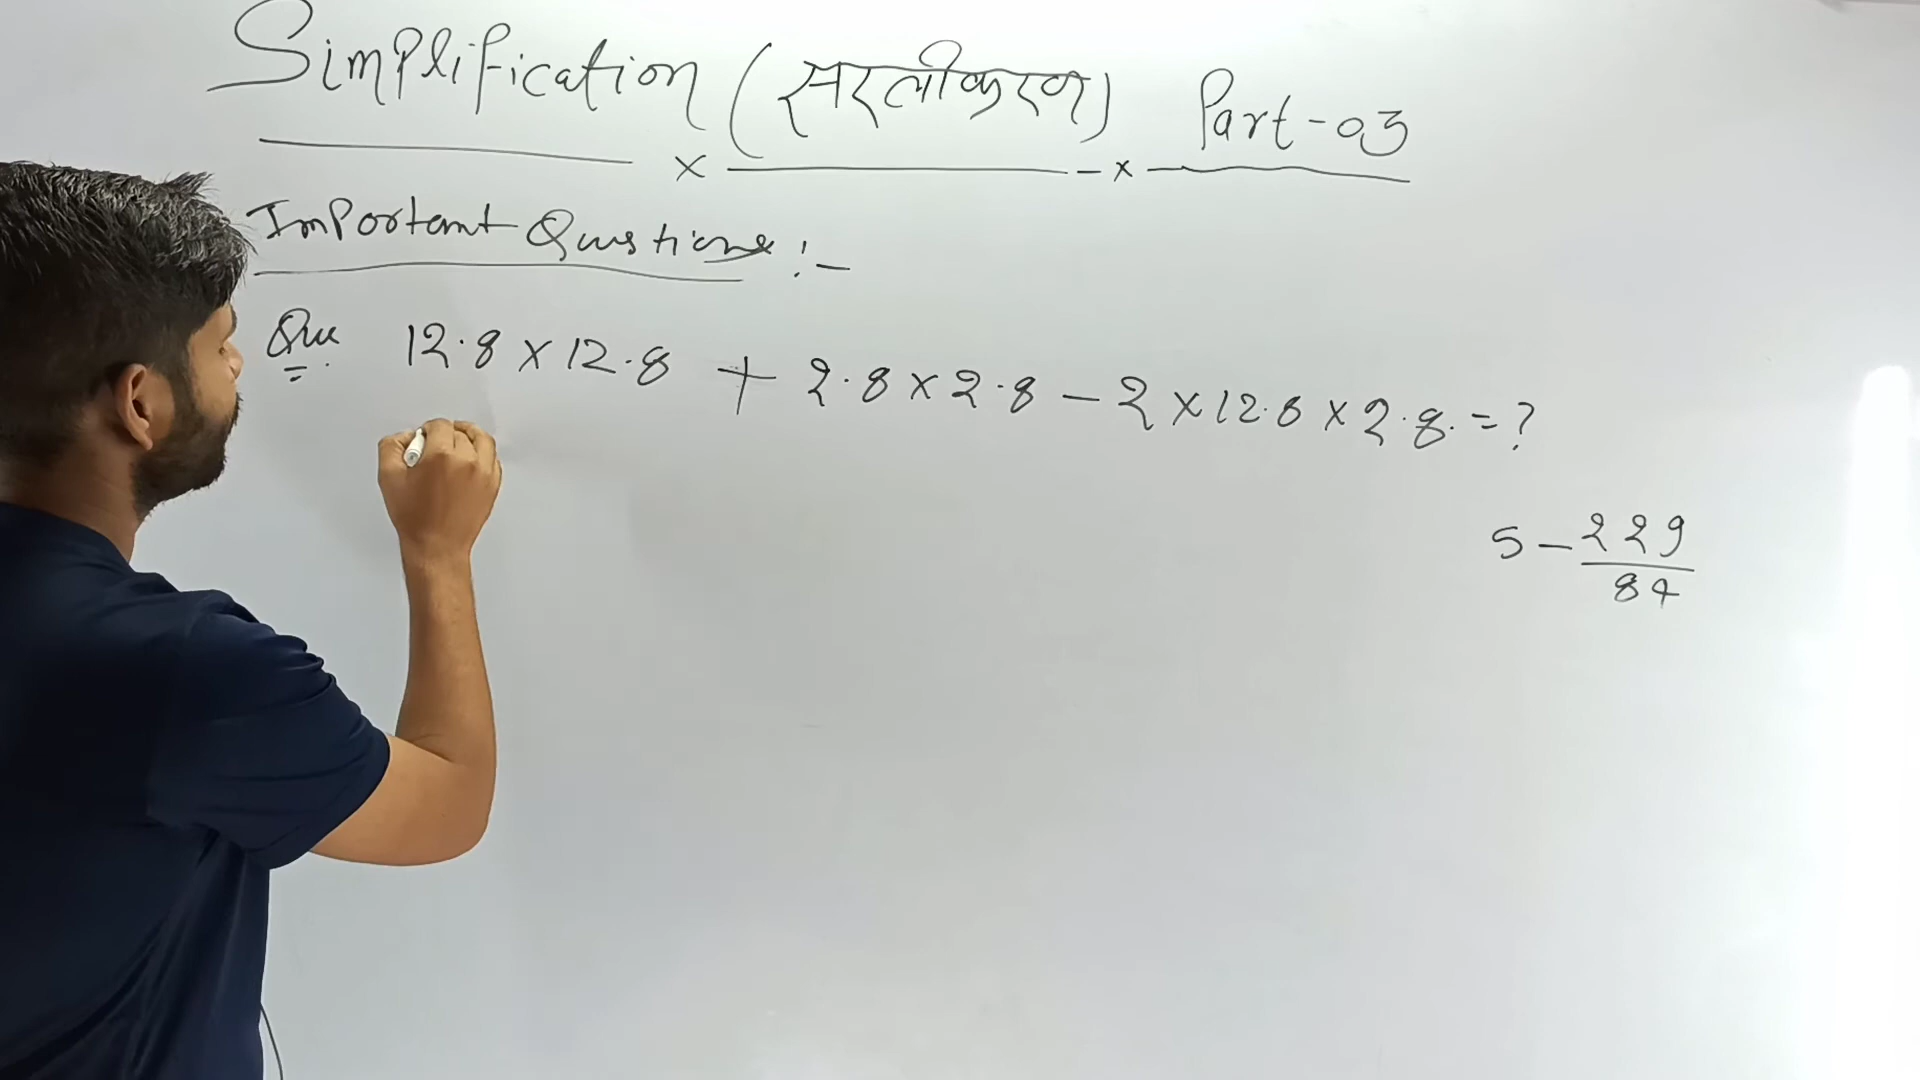 Simplification (सरलीकरण) Part-03
Important Questions :-
Que. 12.8 × 12.8 + 2.8 × 2.8 - 2 × 12.8 × 2.8 = ?
5 - 229/84